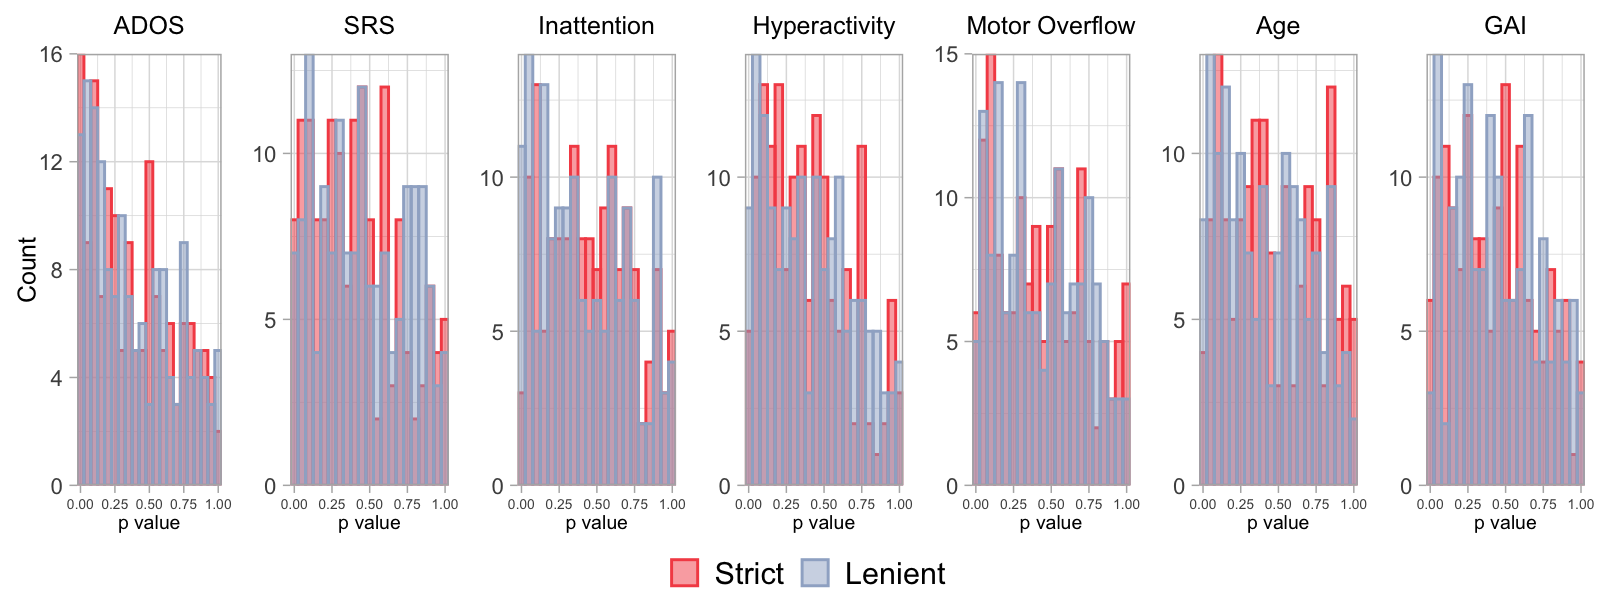 ADOS SRS Inattention Hyperactivity Motor Overflow Age GAI
Count
16 12 8 4 0
10 5 0
10 5 0
10 5 0
15 10 5 0
10 5 0
10 5 0
0.00 0.25 0.50 0.75 1.00 0.00 0.25 0.50 0.75 1.00 0.00 0.25 0.50 0.75 1.00 0.00 0.25 0.50 0.75 1.00 0.00 0.25 0.50 0.75 1.00 0.00 0.25 0.50 0.75 1.00 0.00 0.25 0.50 0.75 1.00
p value p value p value p value p value p value p value
Strict Lenient